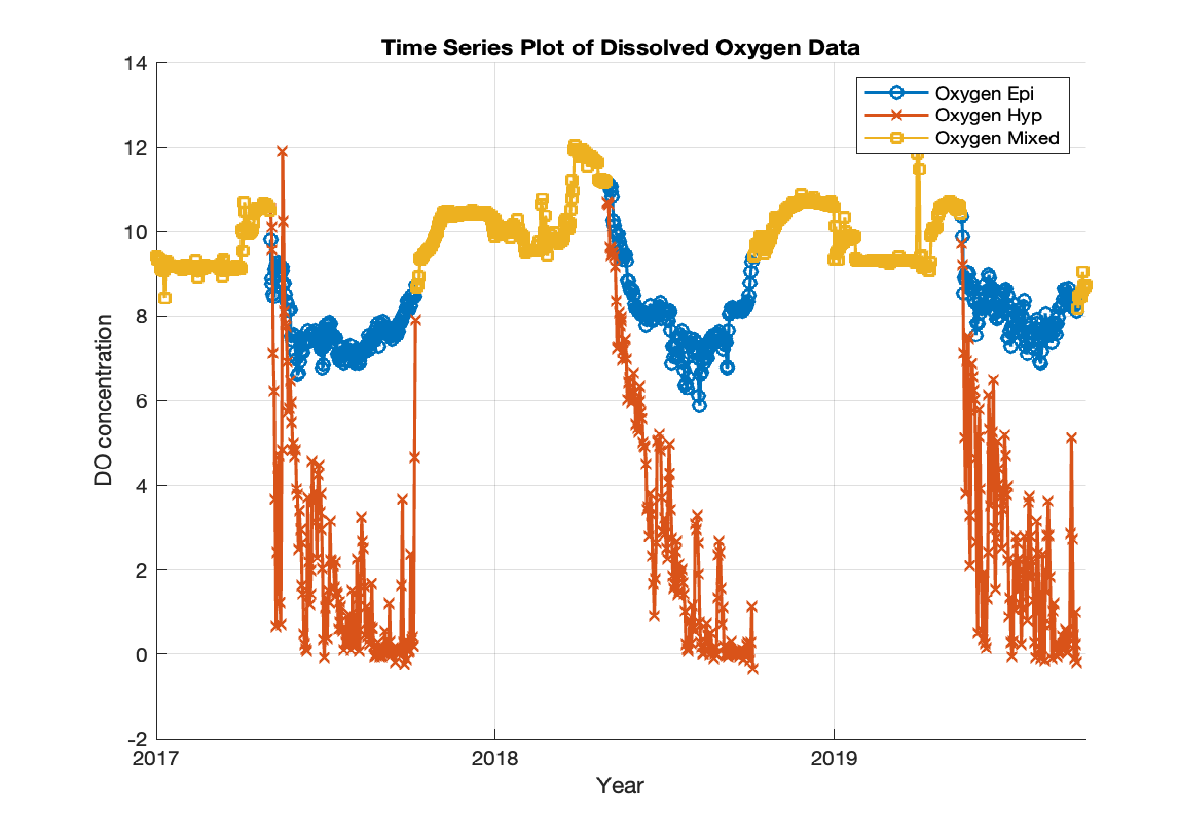 Time Series Plot of Dissolved Oxygen Data
14
12
10
8
6
4
2
0
-2
DO concentration
Oxygen Epi
Oxygen Hyp
Oxygen Mixed
2017
2018
2019
Year